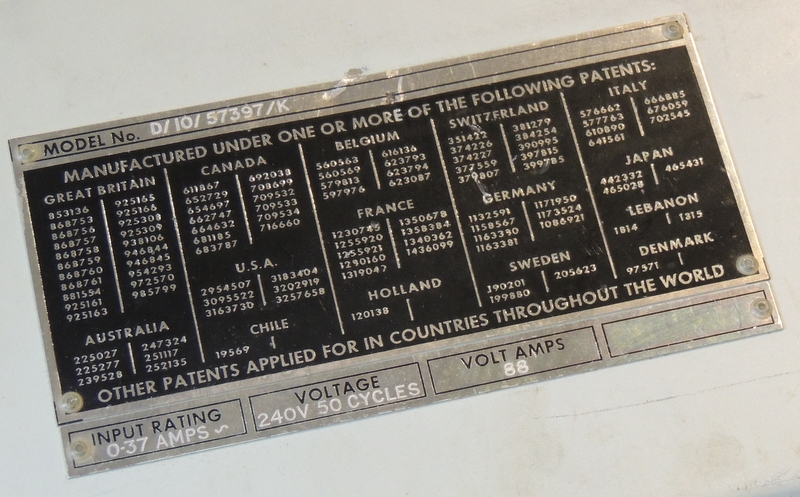 MODEL No. D/10/57397/K
MANUFACTURED UNDER ONE OR MORE OF THE FOLLOWING PATENTS:
GREAT BRITAIN
853136 925165
868753 925166
868756 925308
868757 925309
868758 938106
868759 946844
868760 946845
868761 954293
881554 972570
925161 985799
925163
AUSTRALIA
225027 247324
225277 251117
239528 252135
CANADA
611867 692038
652729 708699
654697 709532
662747 709533
664632 709534
681185 716660
683787
U.S.A.
2954507 3183404
3095522 3202919
3163730 3257658
CHILE
19569
BELGIUM
560563 616136
560569 623793
579813 623794
597976 623087
FRANCE
1230745 1350678
1255920 1358384
1255921 1340362
1290160 1436099
1319047
HOLLAND
120138
SWITZERLAND
351422 381279
374226 384254
374227 390995
377559 397871
379807 399785
GERMANY
1132591 1171950
1158567 1173524
1163380 1086921
1163381
SWEDEN
190201 205623
199880
ITALY
576662 666885
577763 676059
610890 702545
641561
JAPAN
442332 465431
465028
LEBANON
1814 1315
DENMARK
97571
OTHER PATENTS APPLIED FOR IN COUNTRIES THROUGHOUT THE WORLD
INPUT RATING
0·37 AMPS ~
VOLTAGE
240V 50 CYCLES
VOLT AMPS
88